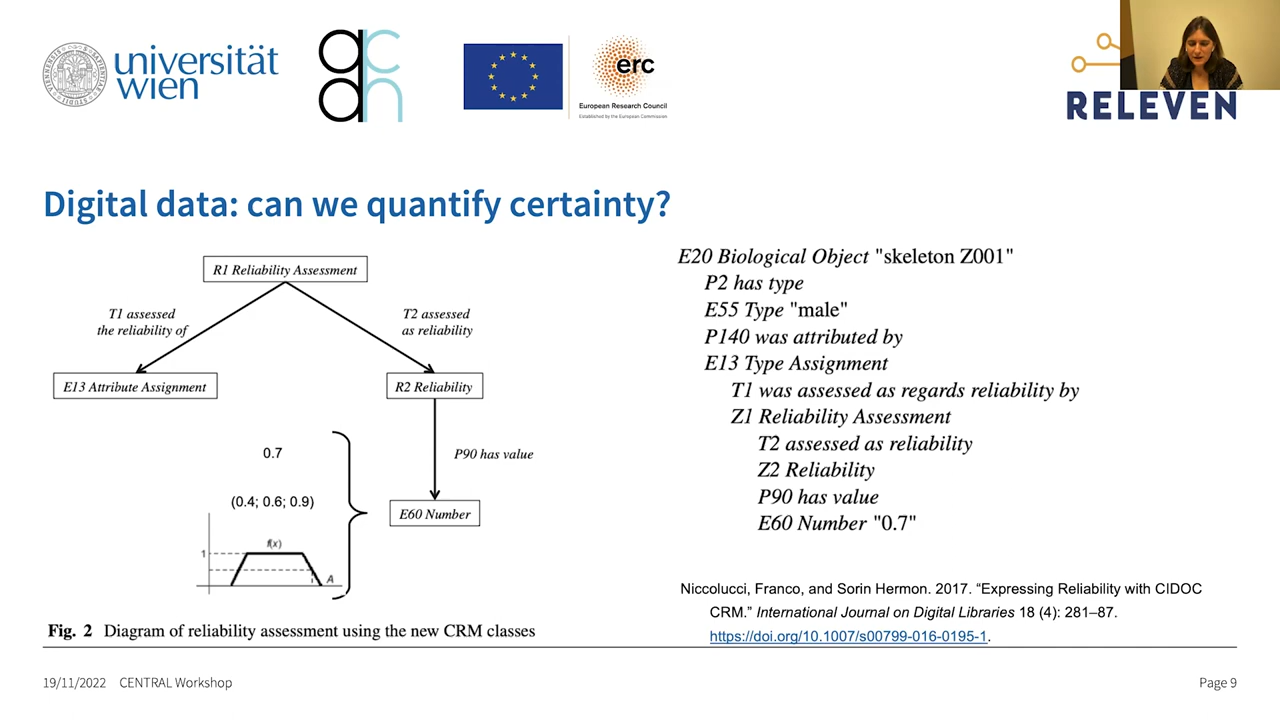 universität
wien
ac
dh
erc
European Research Council
Established by the European Commission
RELEVEN
Digital data: can we quantify certainty?
R1 Reliability Assessment
T1 assessed
the reliability of
T2 assessed
as reliability
E13 Attribute Assignment
R2 Reliability
0.7
P90 has value
(0.4; 0.6; 0.9)
E60 Number
f(x)
1
A
Fig. 2 Diagram of reliability assessment using the new CRM classes
E20 Biological Object "skeleton Z001"
P2 has type
E55 Type "male"
P140 was attributed by
E13 Type Assignment
T1 was assessed as regards reliability by
Z1 Reliability Assessment
T2 assessed as reliability
Z2 Reliability
P90 has value
E60 Number "0.7"
Niccolucci, Franco, and Sorin Hermon. 2017. “Expressing Reliability with CIDOC
CRM.” International Journal on Digital Libraries 18 (4): 281–87.
https://doi.org/10.1007/s00799-016-0195-1.
19/11/2022 CENTRAL Workshop
Page 9